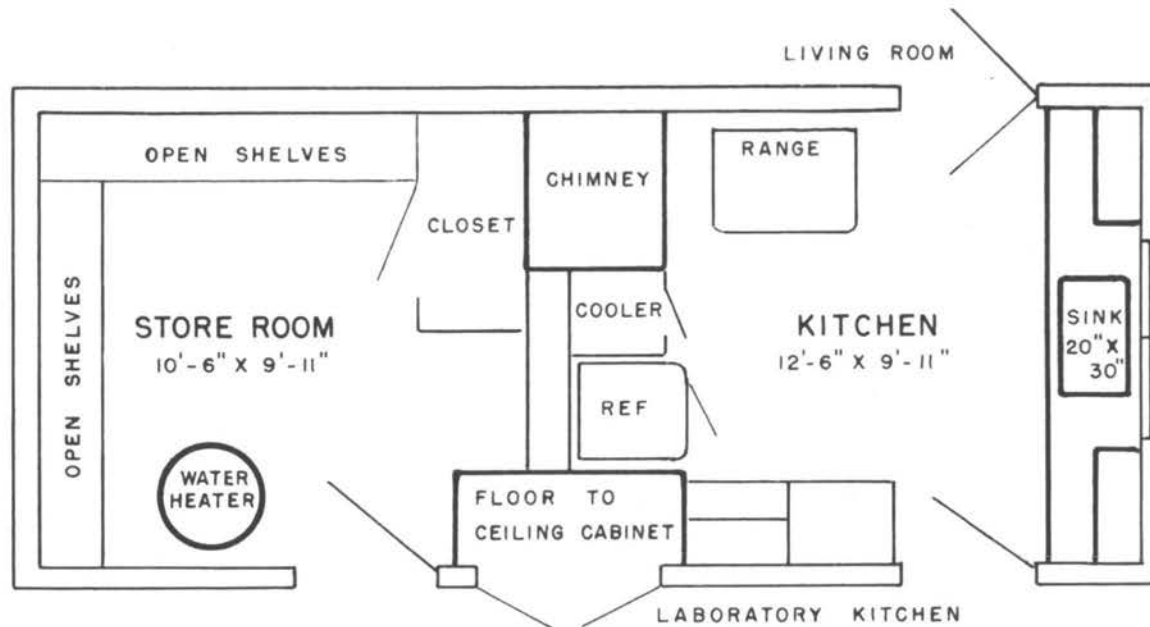 LIVING ROOM
OPEN SHELVES
RANGE
CHIMNEY
CLOSET
OPEN SHELVES
STORE ROOM
10'-6" X 9'-11"
COOLER
KITCHEN
12'-6" X 9'-11"
SINK
20" X
30"
REF
WATER
HEATER
FLOOR TO
CEILING CABINET
LABORATORY KITCHEN